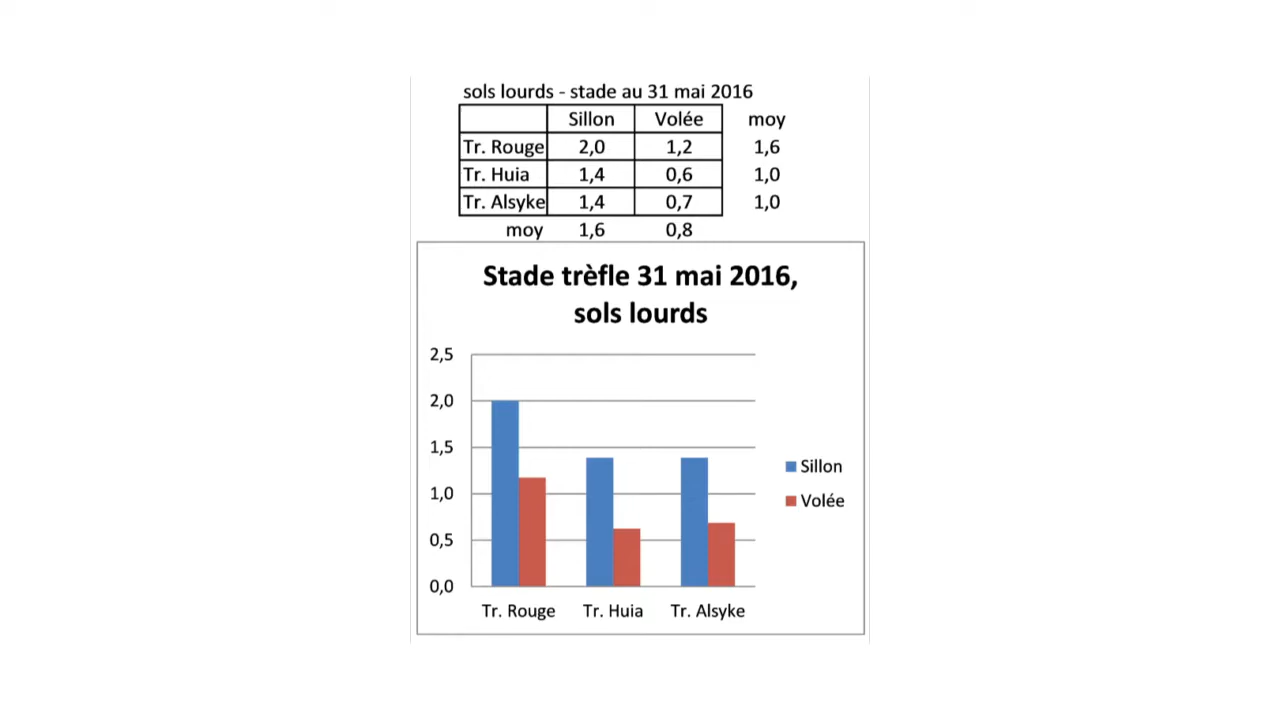 sols lourds - stade au 31 mai 2016
Sillon Volée moy
Tr. Rouge 2,0 1,2 1,6
Tr. Huia 1,4 0,6 1,0
Tr. Alsyke 1,4 0,7 1,0
moy 1,6 0,8
Stade trèfle 31 mai 2016,
sols lourds
2,5
2,0
1,5
1,0
0,5
0,0
Tr. Rouge Tr. Huia Tr. Alsyke
Sillon
Volée